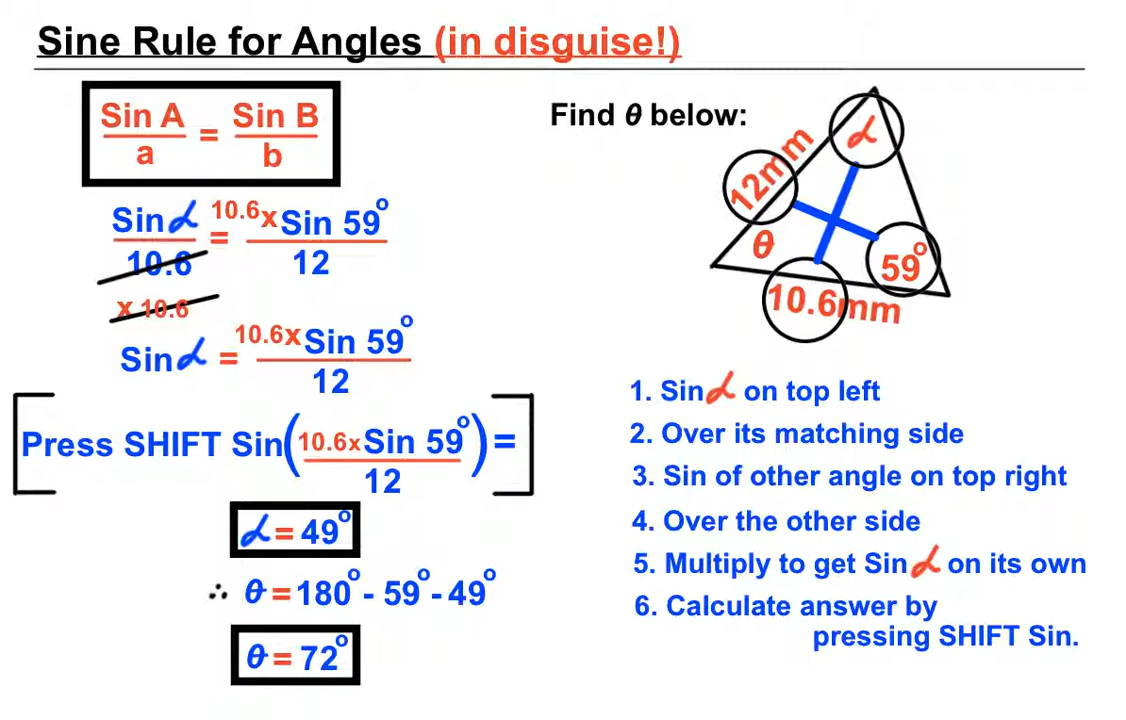 Sine Rule for Angles (in disguise!)
Sin A / a = Sin B / b
Sin α / 10.6 = 10.6 x Sin 59° / 12
x 10.6
Sin α = 10.6x Sin 59° / 12
[Press SHIFT Sin(10.6x Sin 59° / 12) =]
α = 49°
∴ θ = 180° - 59° - 49°
θ = 72°
Find θ below:
α
12mm
θ
59°
10.6mm
1. Sin α on top left
2. Over its matching side
3. Sin of other angle on top right
4. Over the other side
5. Multiply to get Sin α on its own
6. Calculate answer by
pressing SHIFT Sin.